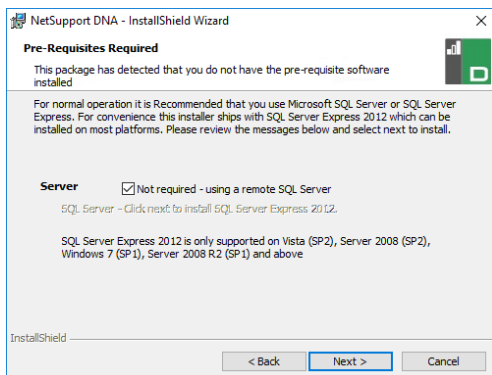 NetSupport DNA - InstallShield Wizard
Pre-Requisites Required
This package has detected that you do not have the pre-requisite software
installed
D
For normal operation it is Recommended that you use Microsoft SQL Server or SQL Server
Express. For convenience this installer ships with SQL Server Express 2012 which can be
installed on most platforms. Please review the messages below and select next to install.
Server Not required - using a remote SQL Server
SQL Server - Click next to install SQL Server Express 2012.
SQL Server Express 2012 is only supported on Vista (SP2), Server 2008 (SP2),
Windows 7 (SP1), Server 2008 R2 (SP1) and above
InstallShield
< Back Next > Cancel